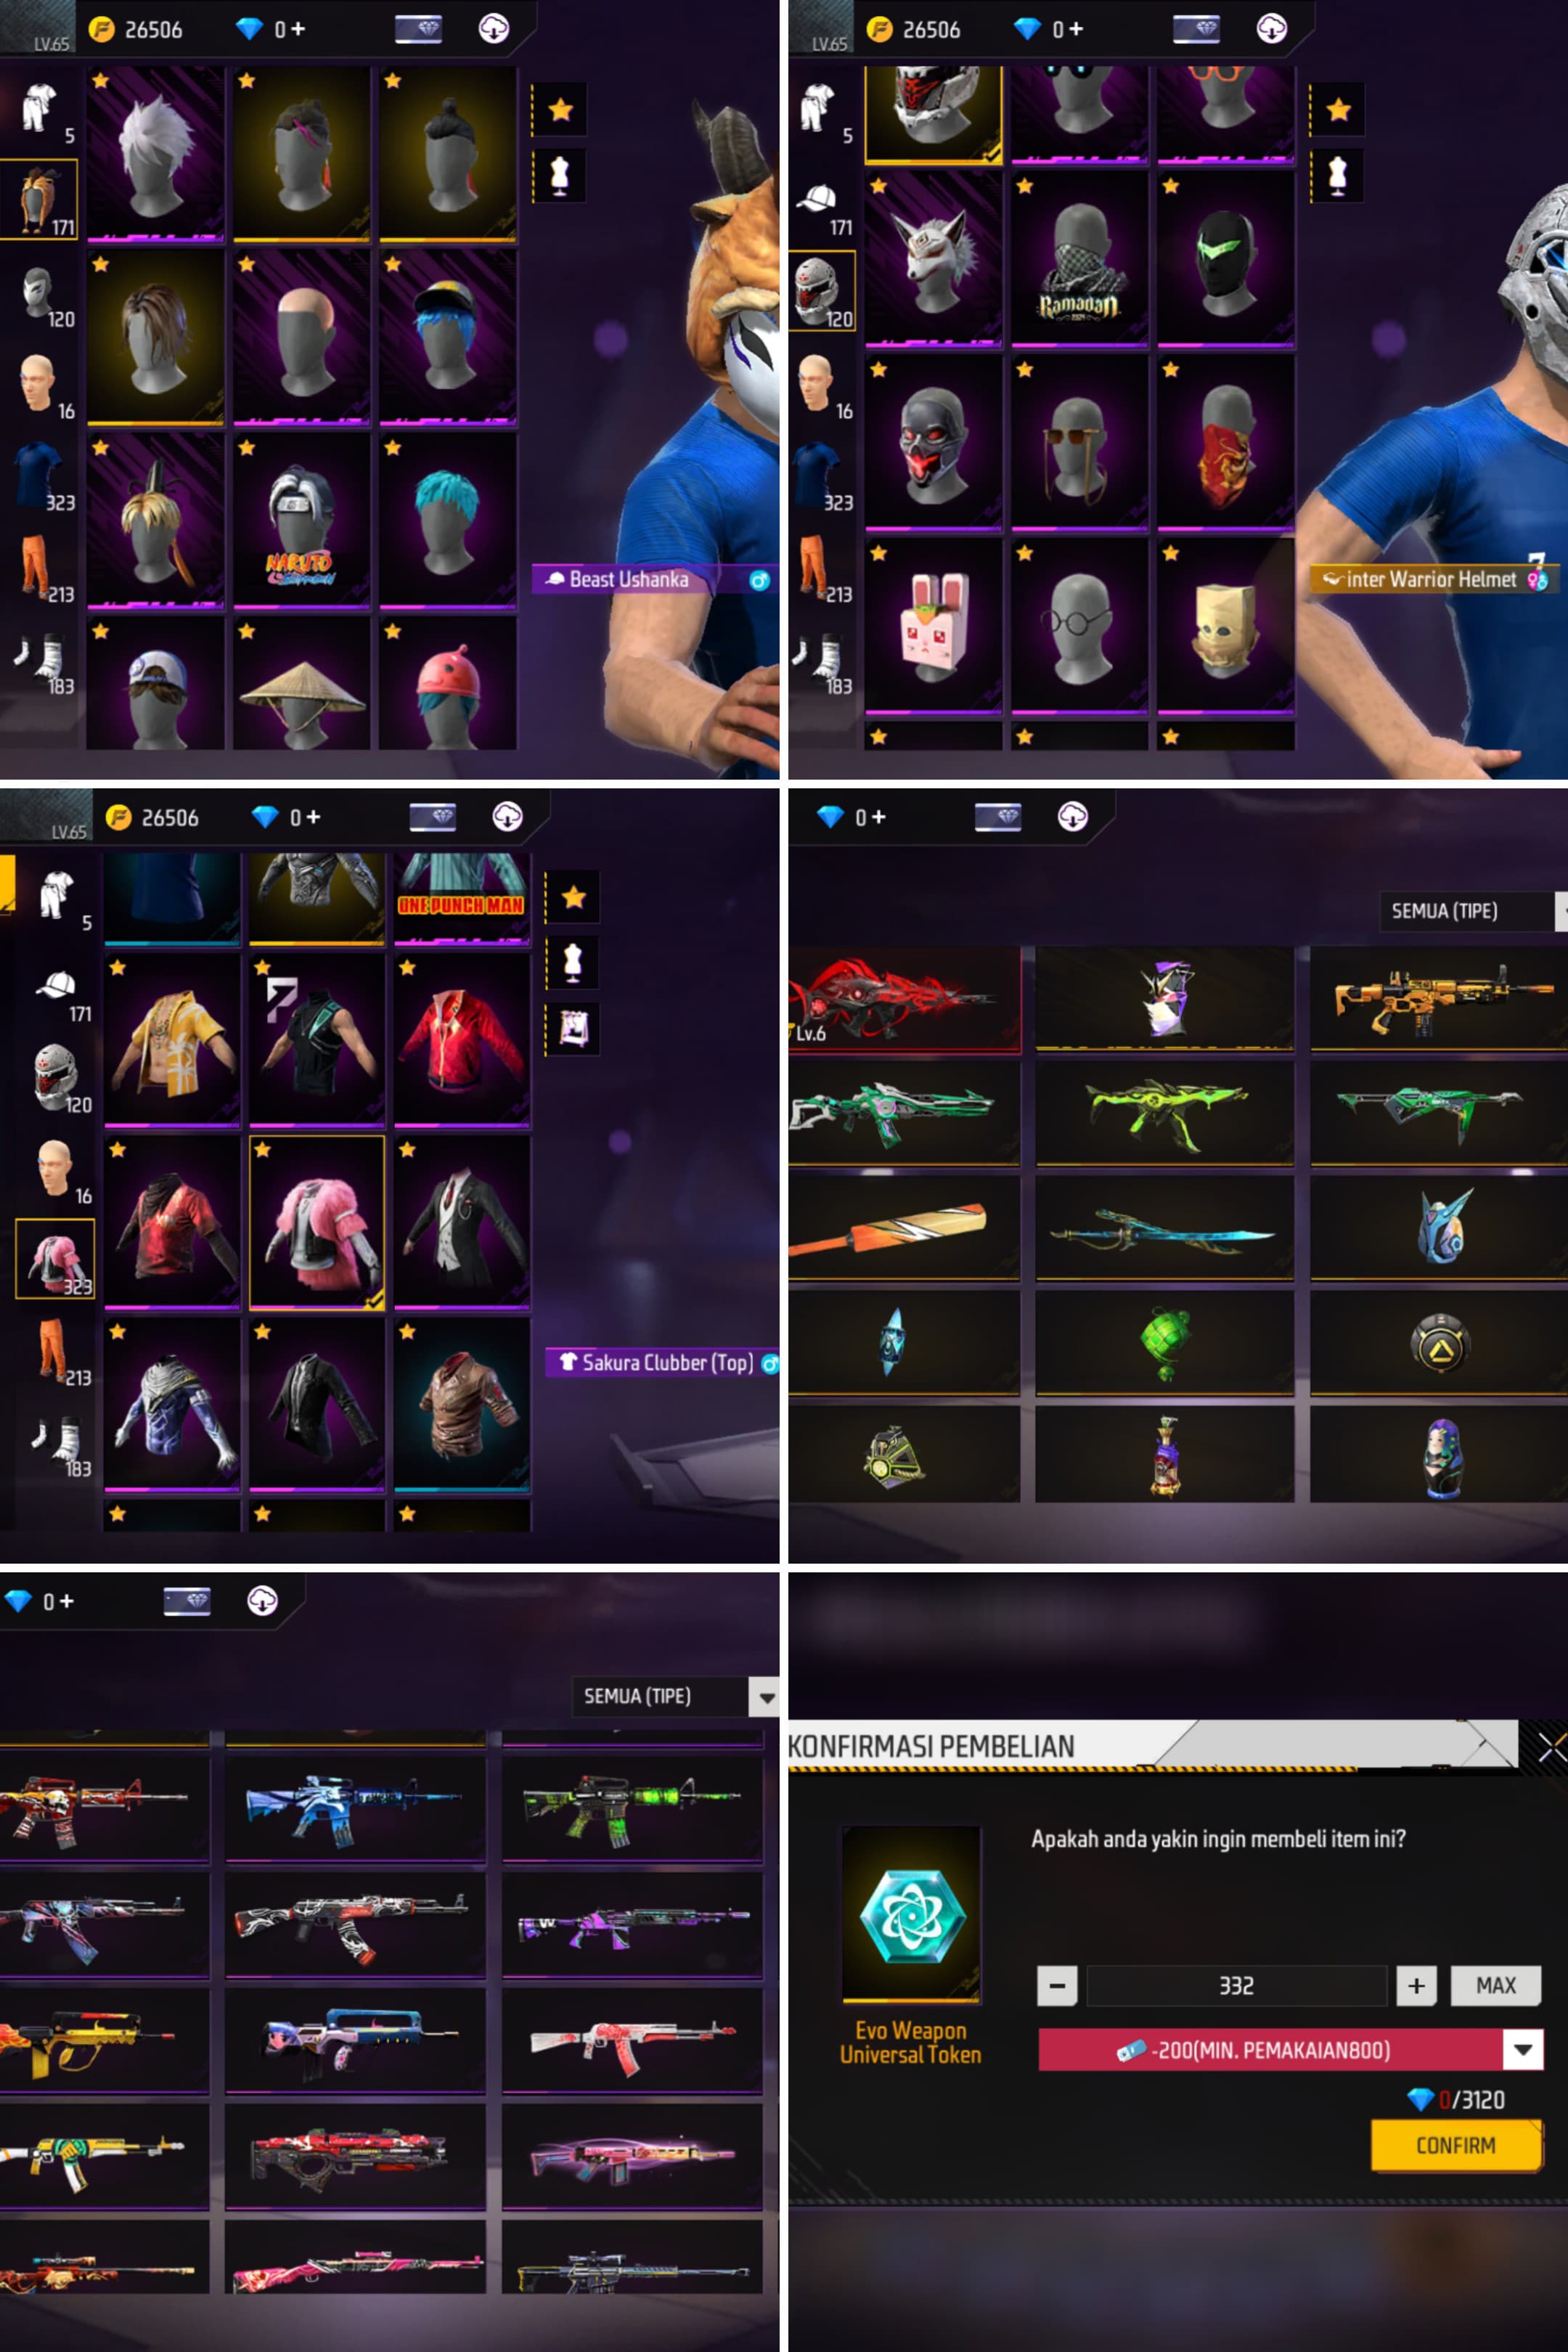 LV.65
26506
0+
5
171
120
16
323
213
183
NARUTO
SHIPPUDEN
Beast Ushanka
LV.65
26506
0+
5
171
120
16
323
213
183
Ramadan
2024
inter Warrior Helmet
LV.65
26506
0+
5
171
120
16
323
213
183
ONE PUNCH MAN
Sakura Clubber (Top)
0+
SEMUA (TIPE)
Lv.6
0+
SEMUA (TIPE)
KONFIRMASI PEMBELIAN
Apakah anda yakin ingin membeli item ini?
332
MAX
Evo Weapon
Universal Token
-200(MIN. PEMAKAIAN800)
0/3120
CONFIRM